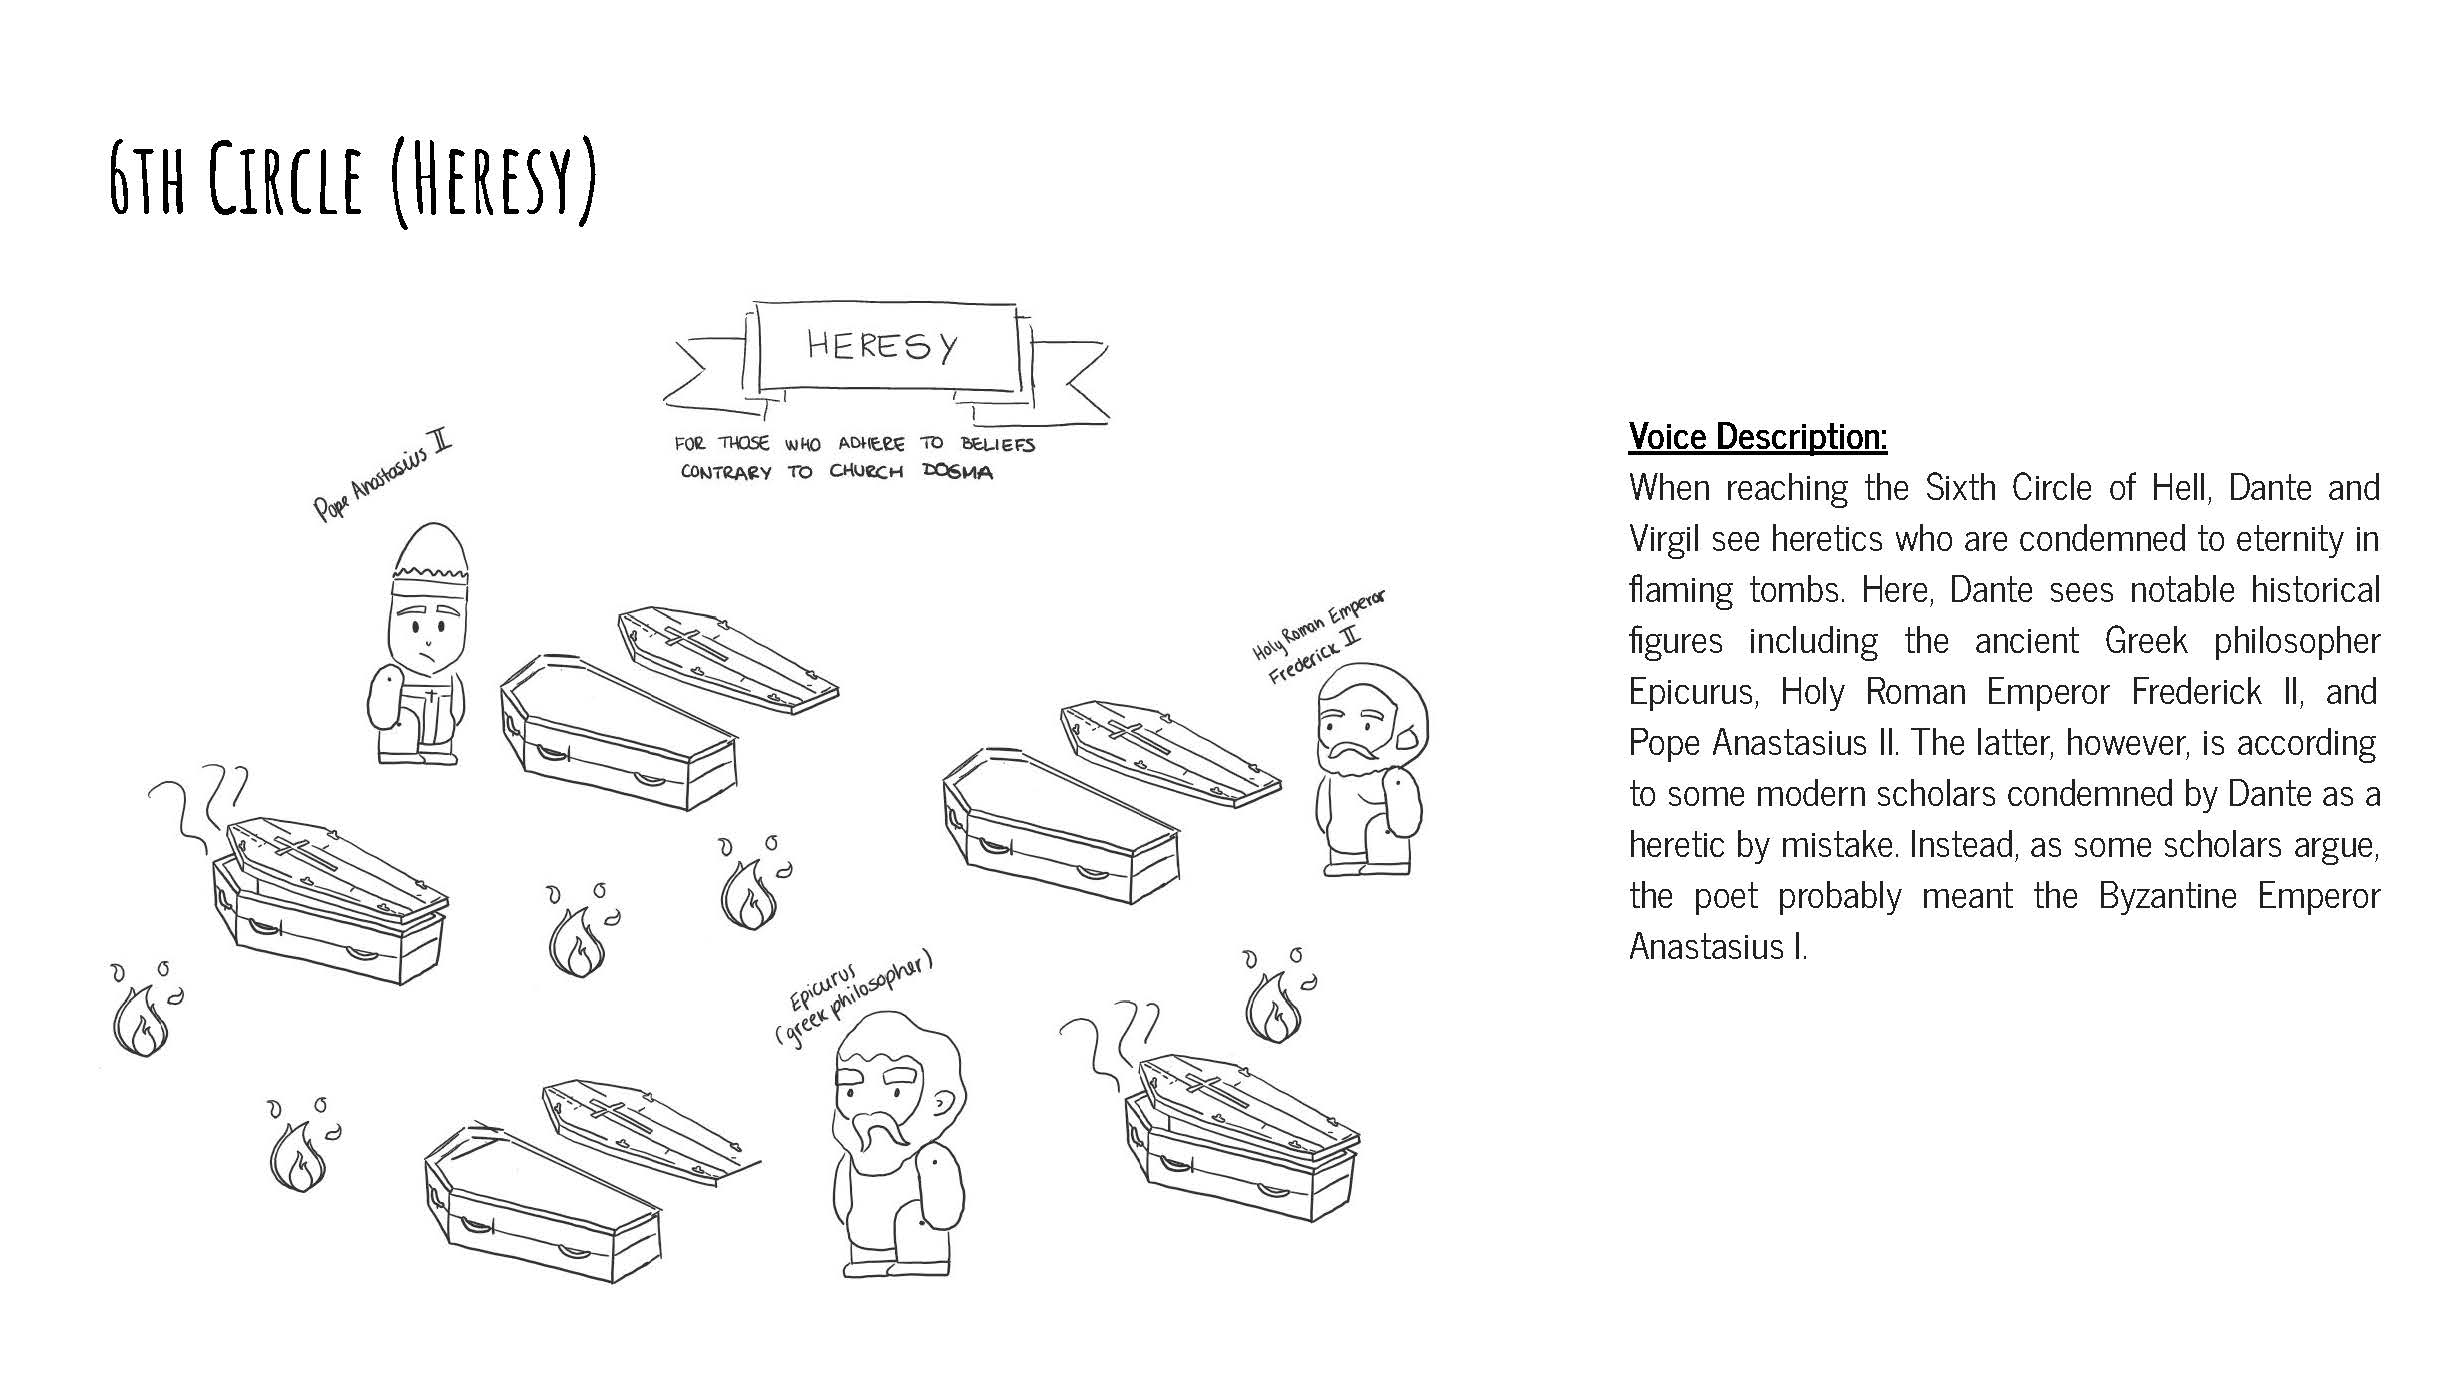 6th Circle (Heresy)
HERESY
FOR THOSE WHO ADHERE TO BELIEFS
CONTRARY TO CHURCH DOGMA
Pope Anastasius II
Holy Roman Emperor
Frederick II
Epicurus
(greek philosopher)
Voice Description:
When reaching the Sixth Circle of Hell, Dante and
Virgil see heretics who are condemned to eternity in
flaming tombs. Here, Dante sees notable historical
figures including the ancient Greek philosopher
Epicurus, Holy Roman Emperor Frederick II, and
Pope Anastasius II. The latter, however, is according
to some modern scholars condemned by Dante as a
heretic by mistake. Instead, as some scholars argue,
the poet probably meant the Byzantine Emperor
Anastasius I.